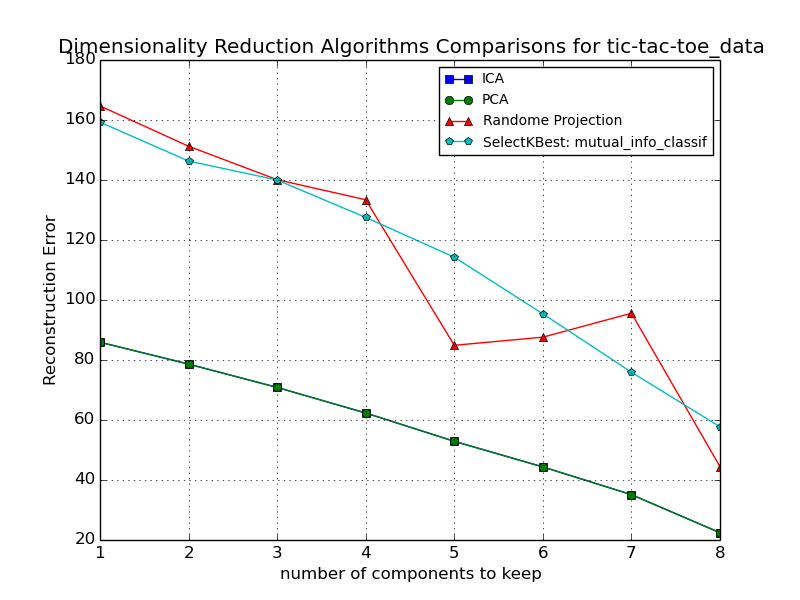 Dimensionality Reduction Algorithms Comparisons for tic-tac-toe_data
180
160
140
120
100
80
60
40
20
Reconstruction Error
ICA
PCA
Randome Projection
SelectKBest: mutual_info_classif
1 2 3 4 5 6 7 8
number of components to keep